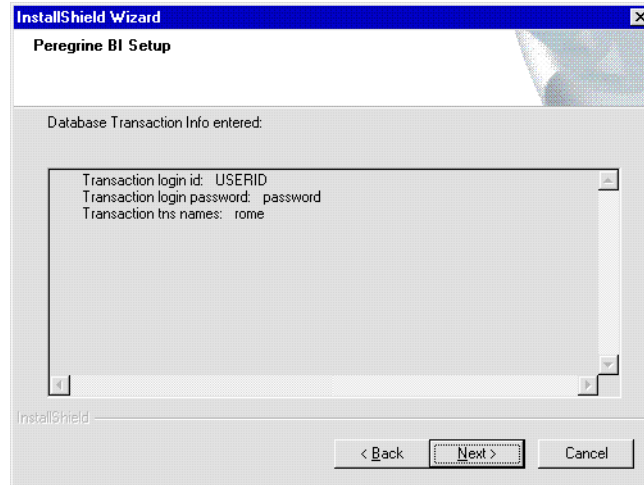 InstallShield Wizard
Peregrine BI Setup
Database Transaction Info entered:
Transaction login id: USERID
Transaction login password: password
Transaction tns names: rome
InstallShield
< Back Next > Cancel